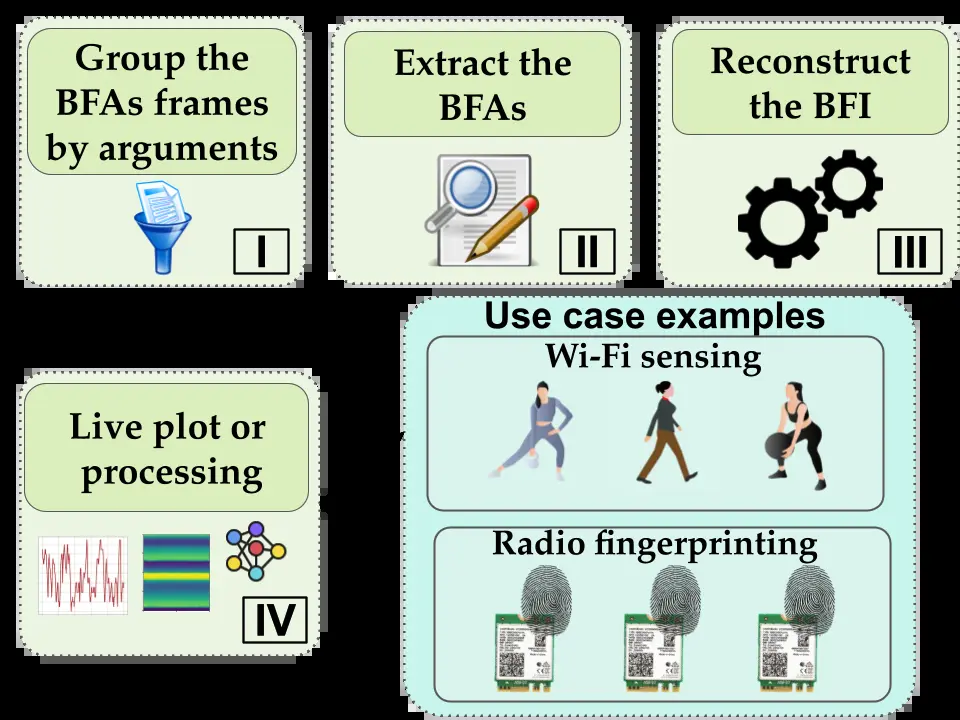 Group the
BFAs frames
by arguments
I
Extract the
BFAs
II
Reconstruct
the BFI
III
Live plot or
processing
IV
Use case examples
Wi-Fi sensing
Radio fingerprinting